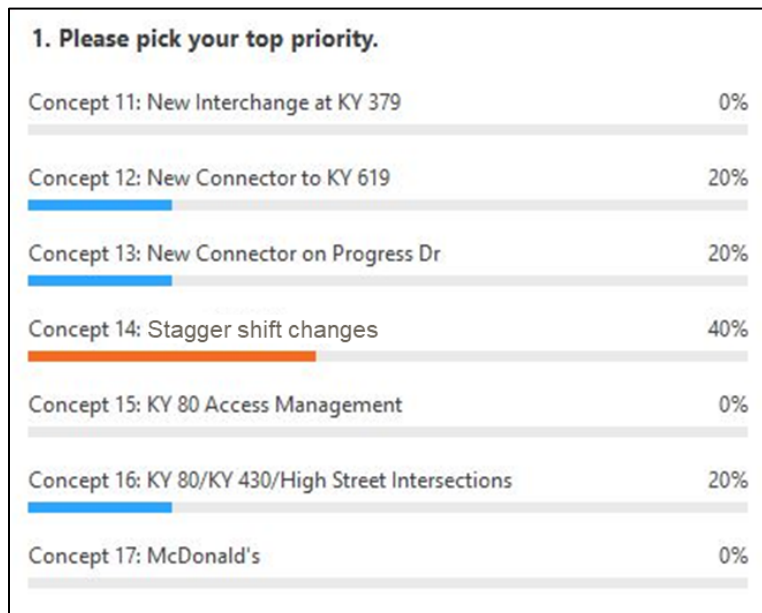 1. Please pick your top priority.
Concept 11: New Interchange at KY 379 0%
Concept 12: New Connector to KY 619 20%
Concept 13: New Connector on Progress Dr 20%
Concept 14: Stagger shift changes 40%
Concept 15: KY 80 Access Management 0%
Concept 16: KY 80/KY 430/High Street Intersections 20%
Concept 17: McDonald's 0%